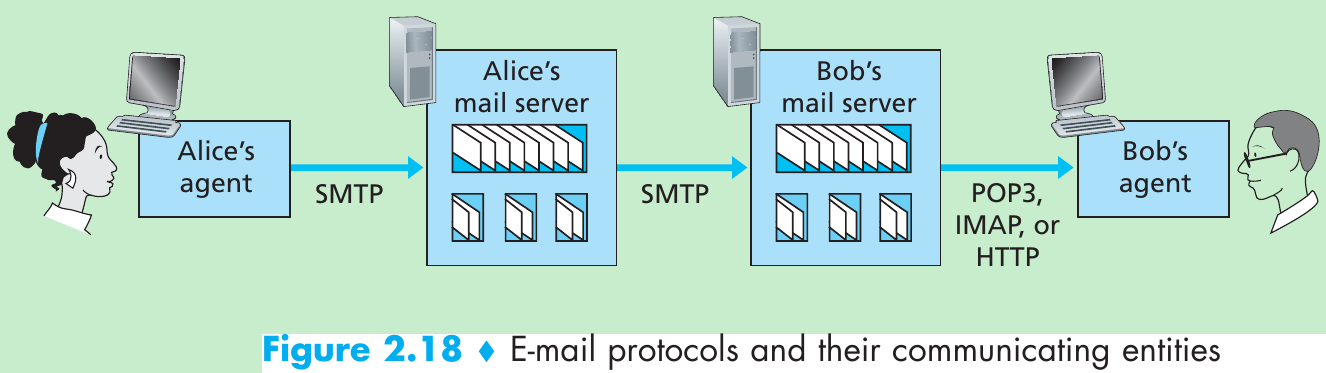 Alice's
agent
SMTP
Alice's
mail server
SMTP
Bob's
mail server
POP3,
IMAP, or
HTTP
Bob's
agent
Figure 2.18 ♦ E-mail protocols and their communicating entities